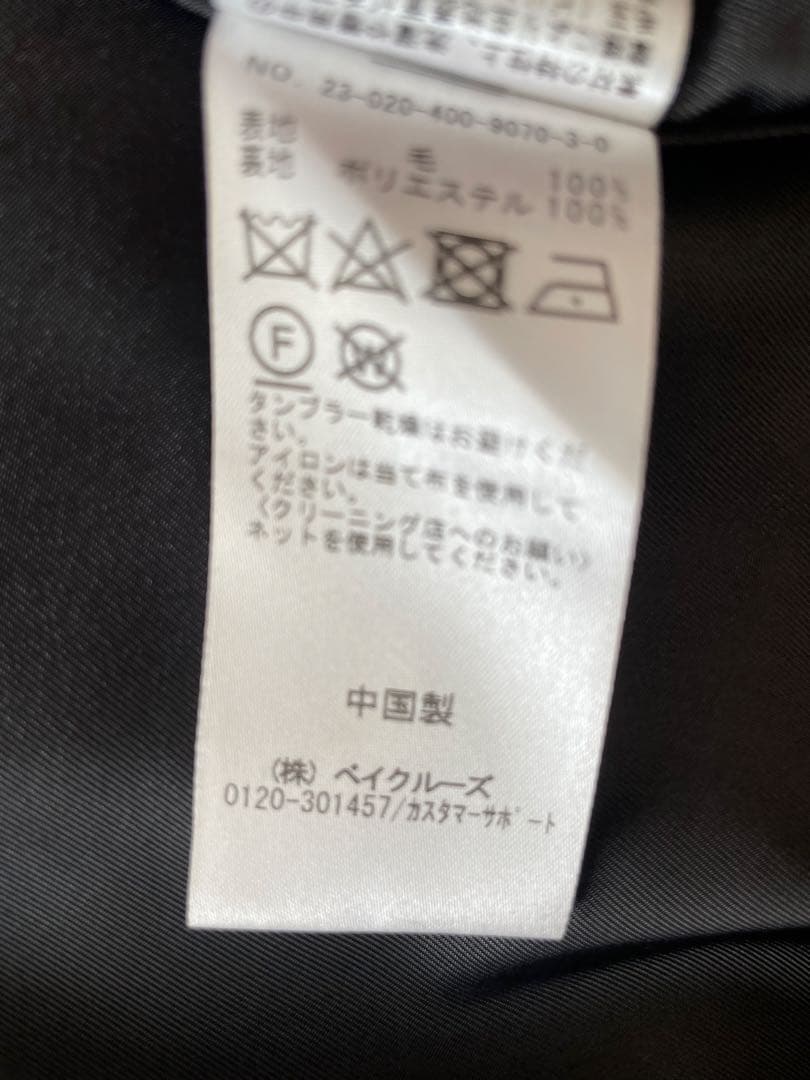 NO. 23-020-400-9070-3-0
表地 毛 100%
裏地 ポリエステル 100%
F
W
タンブラー乾燥はお避けくだ
さい。
アイロンは当て布を使用して
ください。
〈クリーニング店へのお願い〉
ネットを使用してください。
中国製
(株) ベイクルーズ
0120-301457/カスタマーサポート